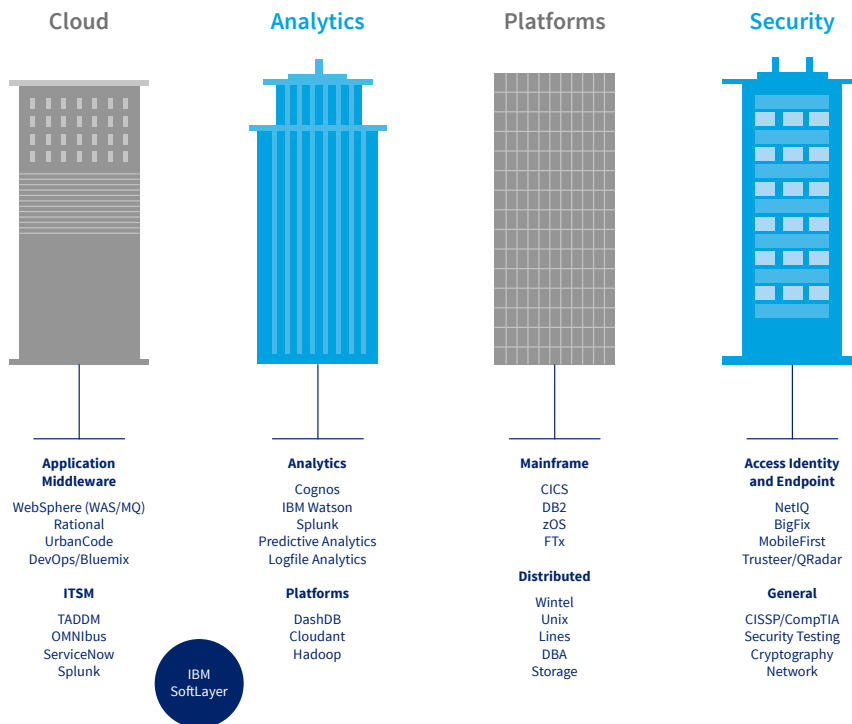 Cloud
Analytics
Platforms
Security
Application
Middleware
WebSphere (WAS/MQ)
Rational
UrbanCode
DevOps/Bluemix
ITSM
TADDM
OMNIbus
ServiceNow
Splunk
IBM
SoftLayer
Analytics
Cognos
IBM Watson
Splunk
Predictive Analytics
Logfile Analytics
Platforms
DashDB
Cloudant
Hadoop
Mainframe
CICS
DB2
zOS
FTx
Distributed
Wintel
Unix
Lines
DBA
Storage
Access Identity
and Endpoint
NetIQ
BigFix
MobileFirst
Trusteer/QRadar
General
CISSP/CompTIA
Security Testing
Cryptography
Network